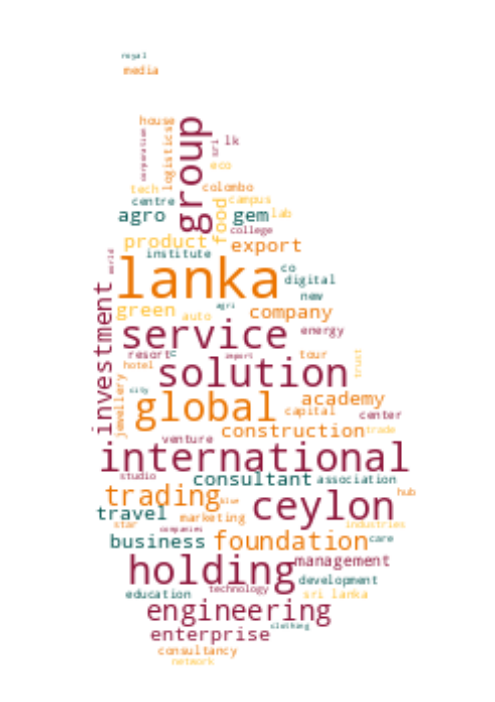 royal
media
house
corporation
logistics
group
sri
lk
eco
tech
colombo
centre
campus
agro
food
gem
lab
college
product
export
institute
world
lanka
co
digital
new
investment
green
auto
agri
company
service
energy
resort
c
import
tour
trust
hotel
solution
city
jewellery
global
academy
capital
center
construction
trade
venture
international
studio
consultant
association
trading
blue
hub
travel
ceylon
marketing
star
companies
industries
business
foundation
care
holding
management
technology
development
education
sri lanka
engineering
clothing
enterprise
consultancy
network